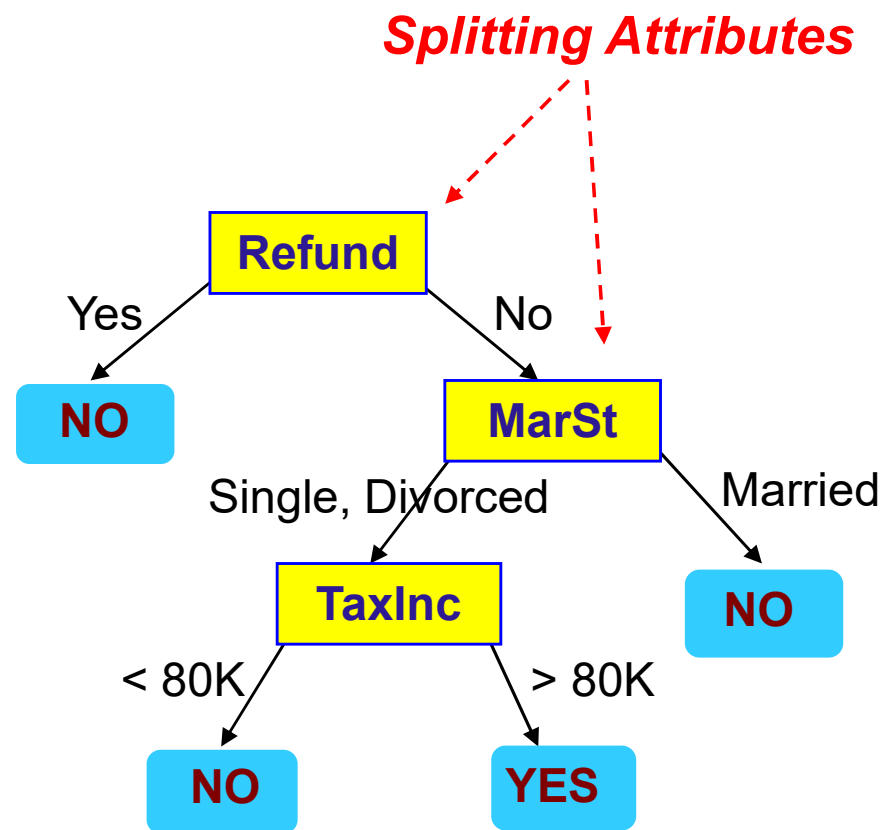 Splitting Attributes
Refund
Yes
No
NO
MarSt
Single, Divorced
Married
TaxInc
NO
< 80K
> 80K
NO
YES